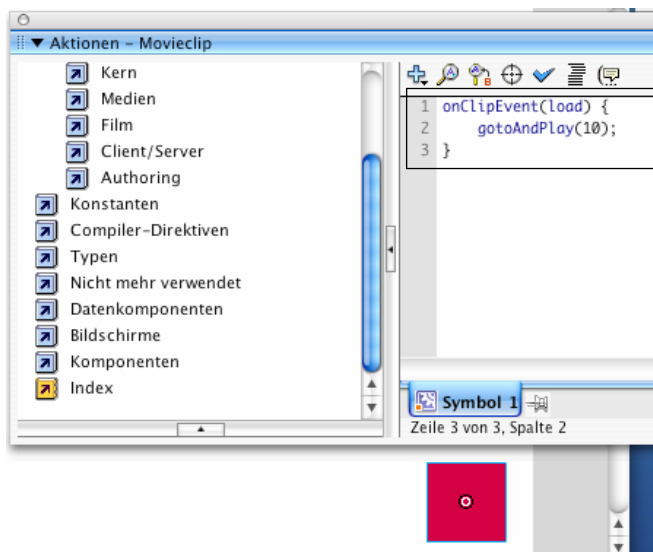 Aktionen – Movieclip
Kern
Medien
Film
Client/Server
Authoring
Konstanten
Compiler-Direktiven
Typen
Nicht mehr verwendet
Datenkomponenten
Bildschirme
Komponenten
Index
1 onClipEvent(load) {
2 gotoAndPlay(10);
3 }
Symbol 1
Zeile 3 von 3, Spalte 2